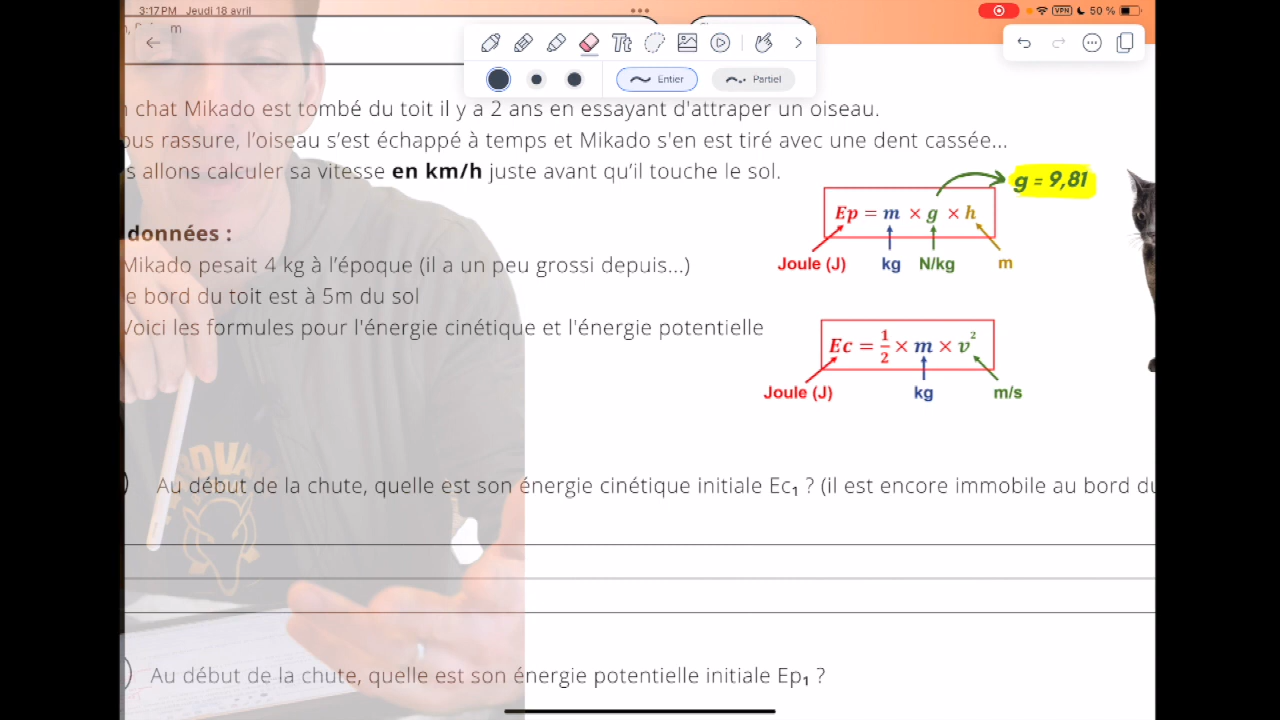 3:17PM Jeudi 18 avril
VPN 50 %
m
Tt
Entier
Partiel
chat Mikado est tombé du toit il y a 2 ans en essayant d'attraper un oiseau.
ous rassure, l'oiseau s'est échappé à temps et Mikado s'en est tiré avec une dent cassée...
s allons calculer sa vitesse en km/h juste avant qu'il touche le sol.
g = 9,81
Ep = m × g × h
données :
Joule (J) kg N/kg m
Mikado pesait 4 kg à l'époque (il a un peu grossi depuis...)
e bord du toit est à 5m du sol
Voici les formules pour l'énergie cinétique et l'énergie potentielle
Ec = 1/2 × m × v²
Joule (J) kg m/s
) Au début de la chute, quelle est son énergie cinétique initiale Ec₁ ? (il est encore immobile au bord du
) Au début de la chute, quelle est son énergie potentielle initiale Ep₁ ?